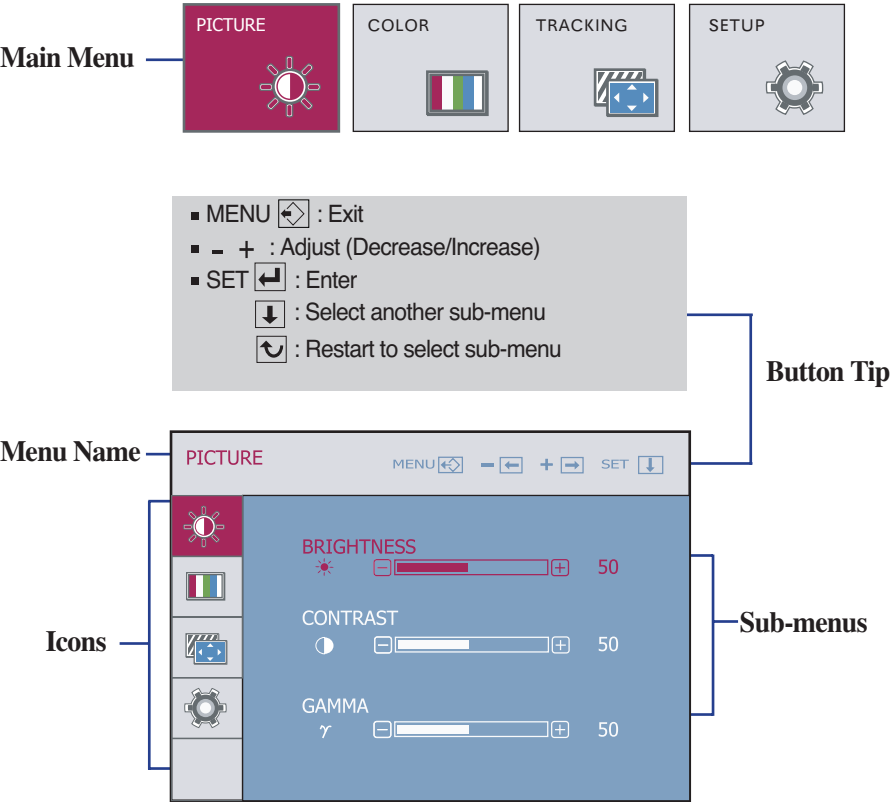 PICTURE
COLOR
TRACKING
SETUP
Main Menu
MENU : Exit
- + : Adjust (Decrease/Increase)
SET : Enter
: Select another sub-menu
: Restart to select sub-menu
Button Tip
Menu Name
PICTURE
MENU - + SET
BRIGHTNESS
50
CONTRAST
50
Icons
Sub-menus
GAMMA
γ 50